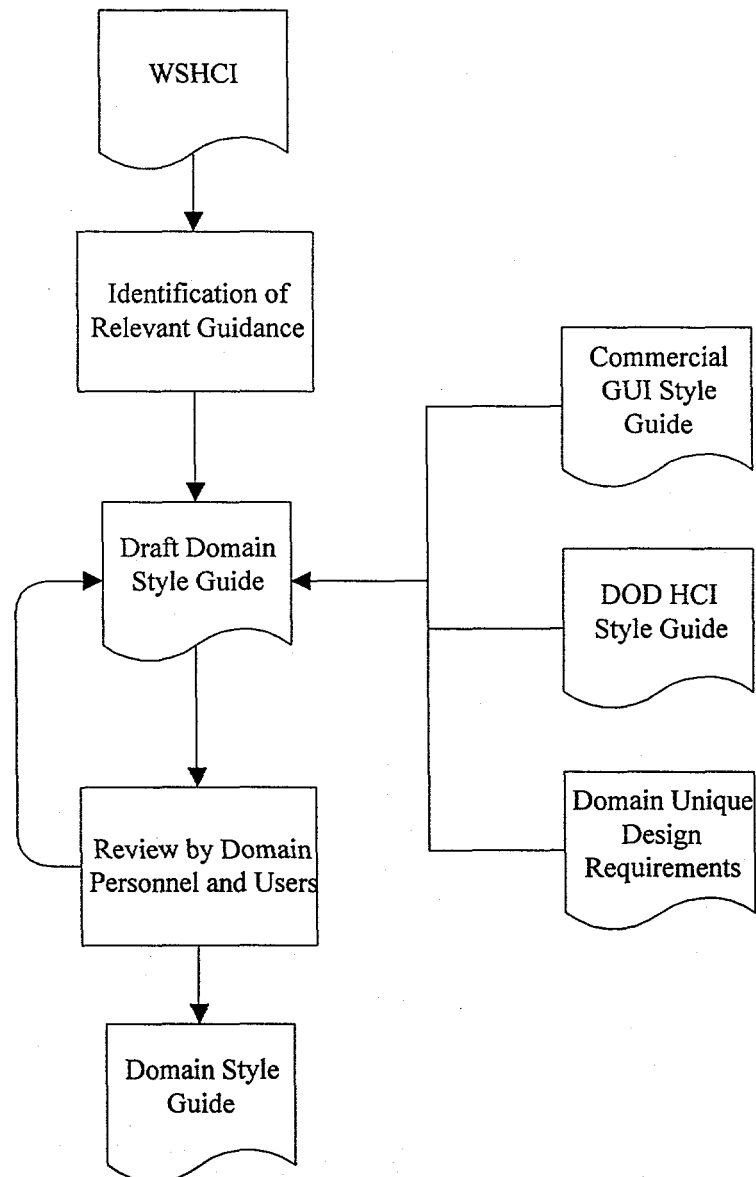 WSHCI
Identification of
Relevant Guidance
Commercial
GUI Style
Guide
Draft Domain
Style Guide
DOD HCI
Style Guide
Domain Unique
Design
Requirements
Review by Domain
Personnel and Users
Domain Style
Guide